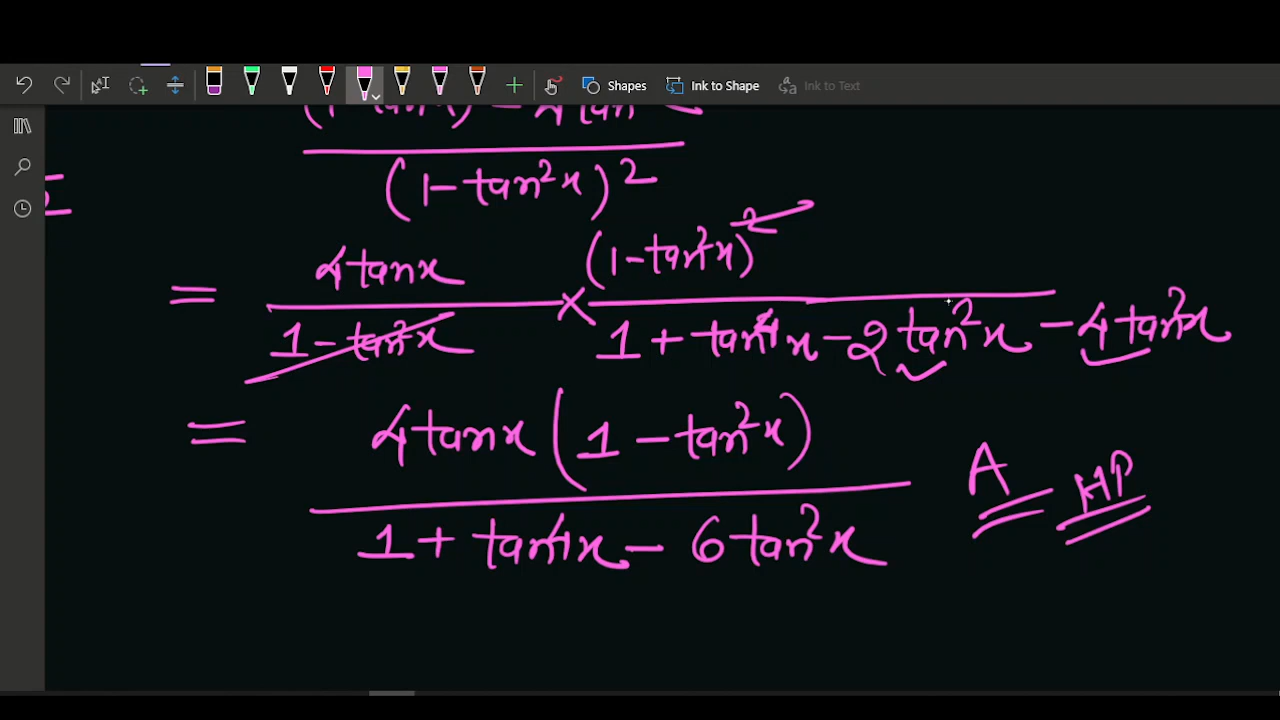 Shapes Ink to Shape Ink to Text
(1-tan²x)²
= 4tanx / 1-tan²x × (1-tan²x)² / 1+tan⁴x-2tan²x-4tan²x
= 4tanx(1-tan²x) / 1+tan⁴x-6tan²x A HP